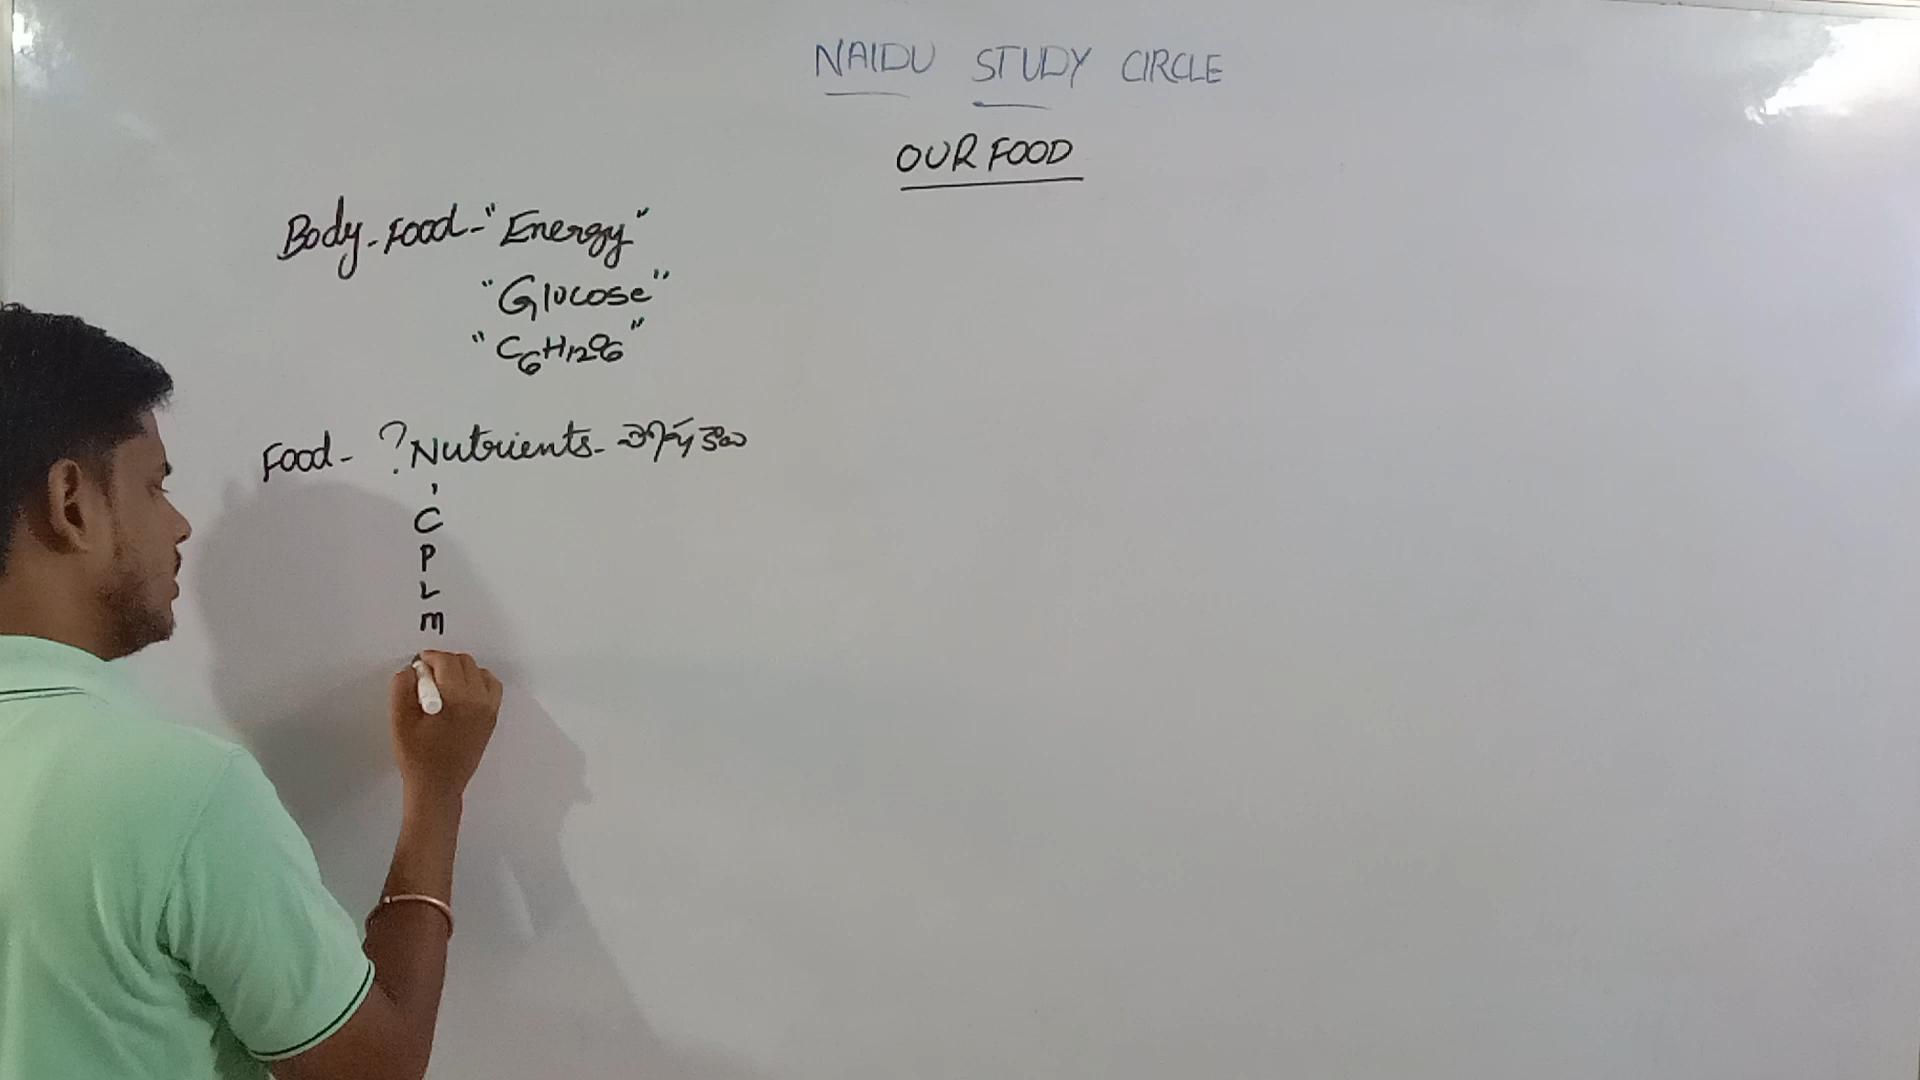 NAIDU STUDY CIRCLE
OUR FOOD
Body - Food - "Energy"
"Glucose"
"C6H12O6"
Food - ? Nutrients -
C
P
L
m